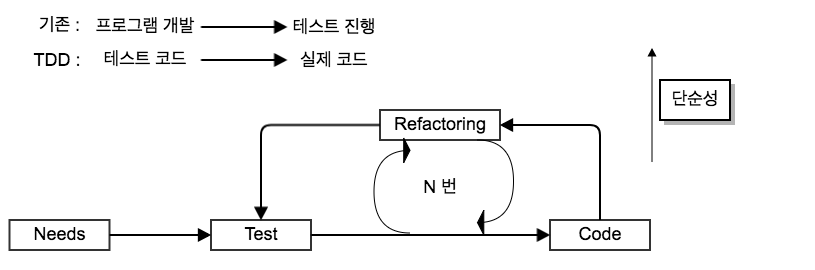 기존 : 프로그램 개발 테스트 진행
TDD : 테스트 코드 실제 코드
단순성
Refactoring
N 번
Needs
Test
Code